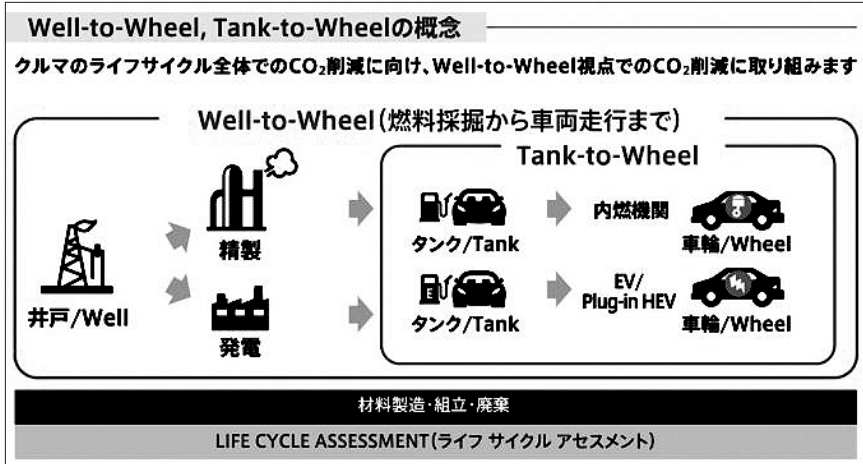 Well-to-Wheel, Tank-to-Wheelの概念
クルマのライフサイクル全体でのCO₂削減に向け、Well-to-Wheel視点でのCO₂削減に取り組みます
Well-to-Wheel(燃料採掘から車両走行まで)
Tank-to-Wheel
井戸/Well
精製
タンク/Tank
内燃機関
車輪/Wheel
発電
E
タンク/Tank
EV/
Plug-in HEV
車輪/Wheel
材料製造・組立・廃棄
LIFE CYCLE ASSESSMENT(ライフ サイクル アセスメント)